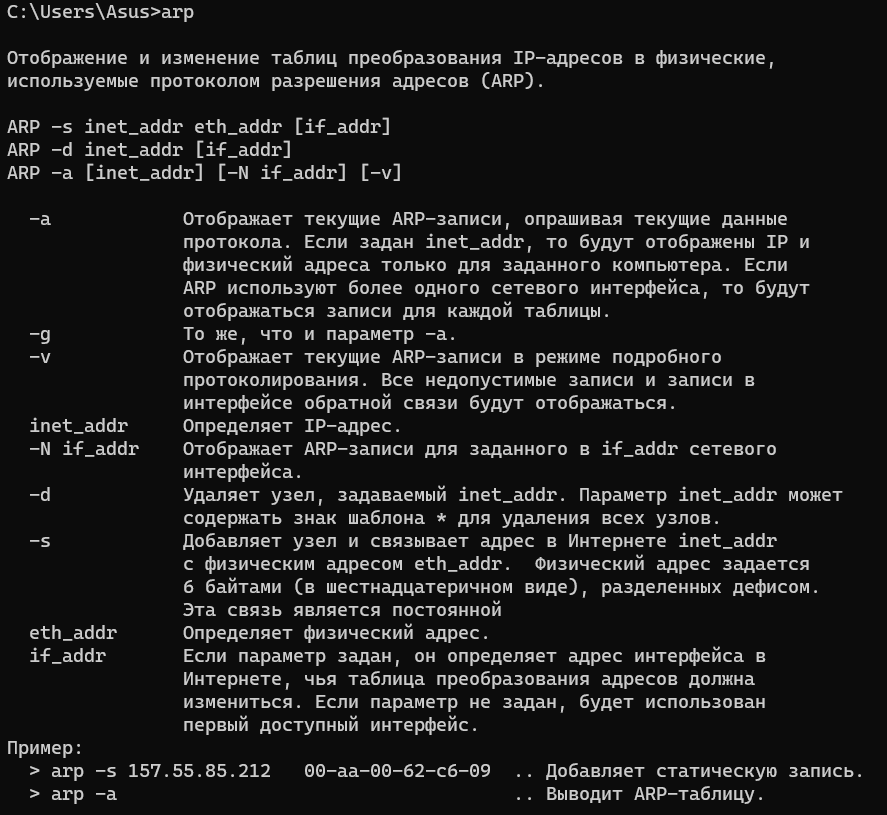 C:\Users\Asus>arp
Отображение и изменение таблиц преобразования IP-адресов в физические,
используемые протоколом разрешения адресов (ARP).
ARP -s inet_addr eth_addr [if_addr]
ARP -d inet_addr [if_addr]
ARP -a [inet_addr] [-N if_addr] [-v]
-a Отображает текущие ARP-записи, опрашивая текущие данные
протокола. Если задан inet_addr, то будут отображены IP и
физический адреса только для заданного компьютера. Если
ARP используют более одного сетевого интерфейса, то будут
отображаться записи для каждой таблицы.
-g То же, что и параметр -a.
-v Отображает текущие ARP-записи в режиме подробного
протоколирования. Все недопустимые записи и записи в
интерфейсе обратной связи будут отображаться.
inet_addr Определяет IP-адрес.
-N if_addr Отображает ARP-записи для заданного в if_addr сетевого
интерфейса.
-d Удаляет узел, задаваемый inet_addr. Параметр inet_addr может
содержать знак шаблона * для удаления всех узлов.
-s Добавляет узел и связывает адрес в Интернете inet_addr
с физическим адресом eth_addr.  Физический адрес задается
6 байтами (в шестнадцатеричном виде), разделенных дефисом.
Эта связь является постоянной
eth_addr Определяет физический адрес.
if_addr Если параметр задан, он определяет адрес интерфейса в
Интернете, чья таблица преобразования адресов должна
измениться. Если параметр не задан, будет использован
первый доступный интерфейс.
Пример:
> arp -s 157.55.85.212   00-aa-00-62-c6-09  .. Добавляет статическую запись.
> arp -a                                    .. Выводит ARP-таблицу.